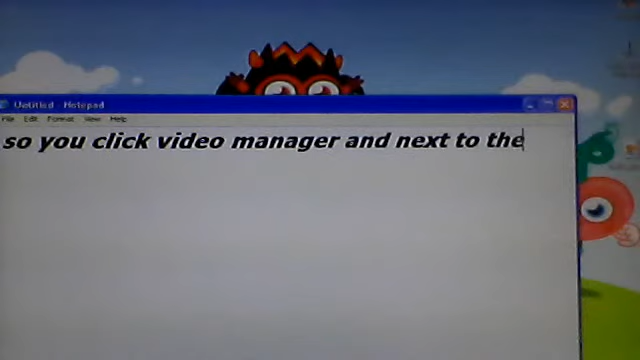 Untitled - Notepad
File Edit Format View Help
so you click video manager and next to the